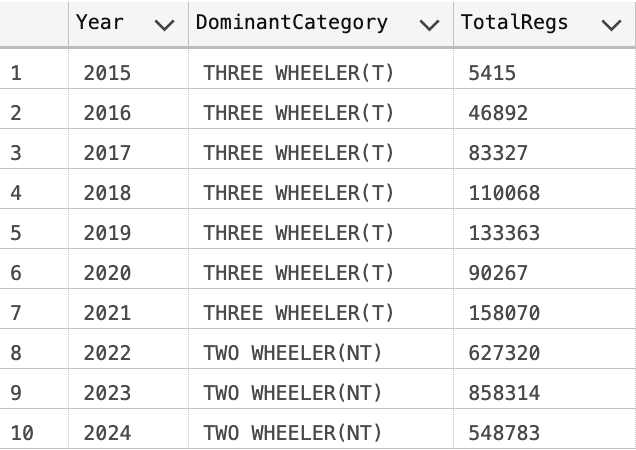 Year DominantCategory TotalRegs
1 2015 THREE WHEELER(T) 5415
2 2016 THREE WHEELER(T) 46892
3 2017 THREE WHEELER(T) 83327
4 2018 THREE WHEELER(T) 110068
5 2019 THREE WHEELER(T) 133363
6 2020 THREE WHEELER(T) 90267
7 2021 THREE WHEELER(T) 158070
8 2022 TWO WHEELER(NT) 627320
9 2023 TWO WHEELER(NT) 858314
10 2024 TWO WHEELER(NT) 548783